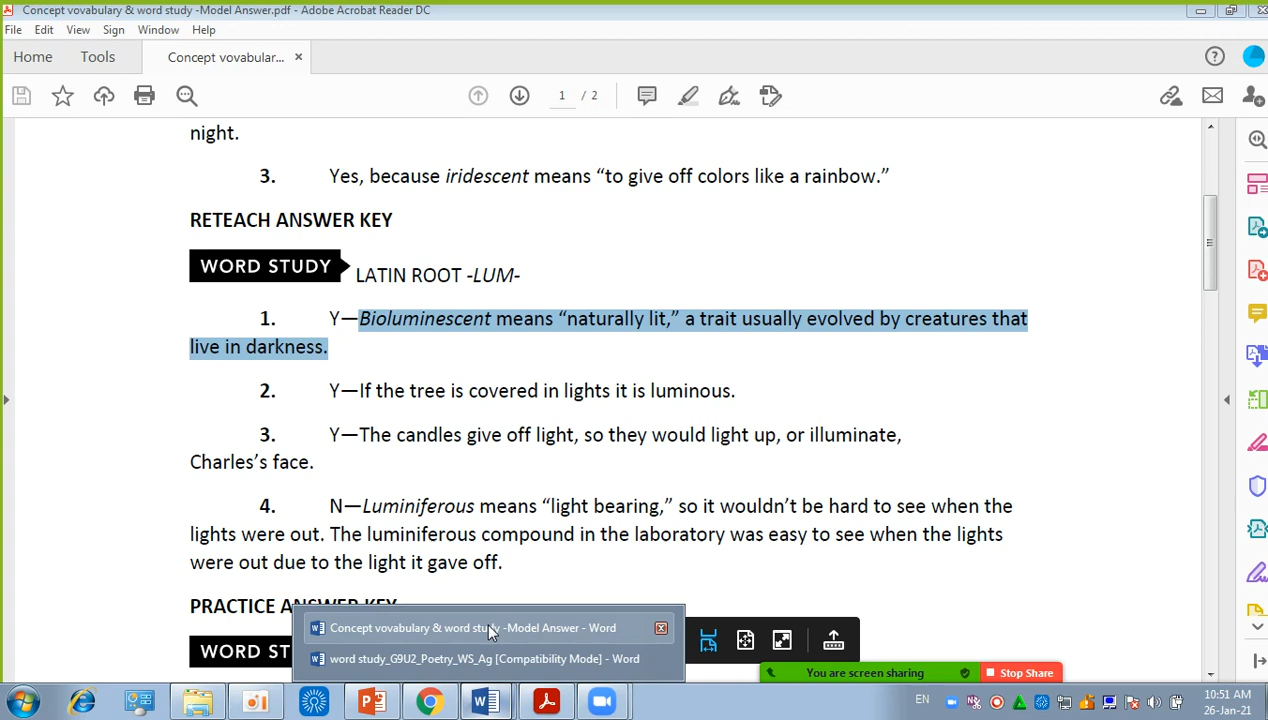 Concept vovabulary & word study -Model Answer.pdf - Adobe Acrobat Reader DC
File Edit View Sign Window Help
Home Tools Concept vovabular... ×
1 / 2
night.
3. Yes, because iridescent means “to give off colors like a rainbow.”
RETEACH ANSWER KEY
WORD STUDY LATIN ROOT -LUM-
1. Y—Bioluminescent means “naturally lit,” a trait usually evolved by creatures that
live in darkness.
2. Y—If the tree is covered in lights it is luminous.
3. Y—The candles give off light, so they would light up, or illuminate,
Charles’s face.
4. N—Luminiferous means “light bearing,” so it wouldn’t be hard to see when the
lights were out. The luminiferous compound in the laboratory was easy to see when the lights
were out due to the light it gave off.
PRACTICE ANSWER KEY
Concept vovabulary & word study -Model Answer - Word
WORD ST
word study_G9U2_Poetry_WS_Ag [Compatibility Mode] - Word
You are screen sharing Stop Share
EN
10:51 AM
26-Jan-21